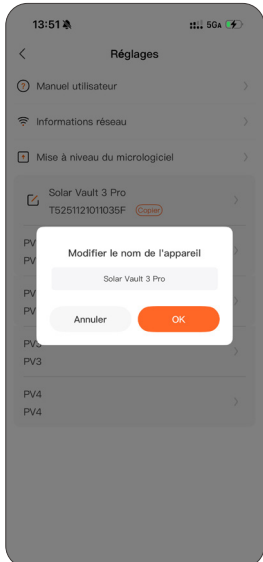 13:51 5GA
Réglages
Manuel utilisateur
Informations réseau
Mise à niveau du micrologiciel
Solar Vault 3 Pro
T5251121011035F Copier
PV
PV
Modifier le nom de l'appareil
Solar Vault 3 Pro
PV
PV
Annuler OK
PV3
PV3
PV4
PV4